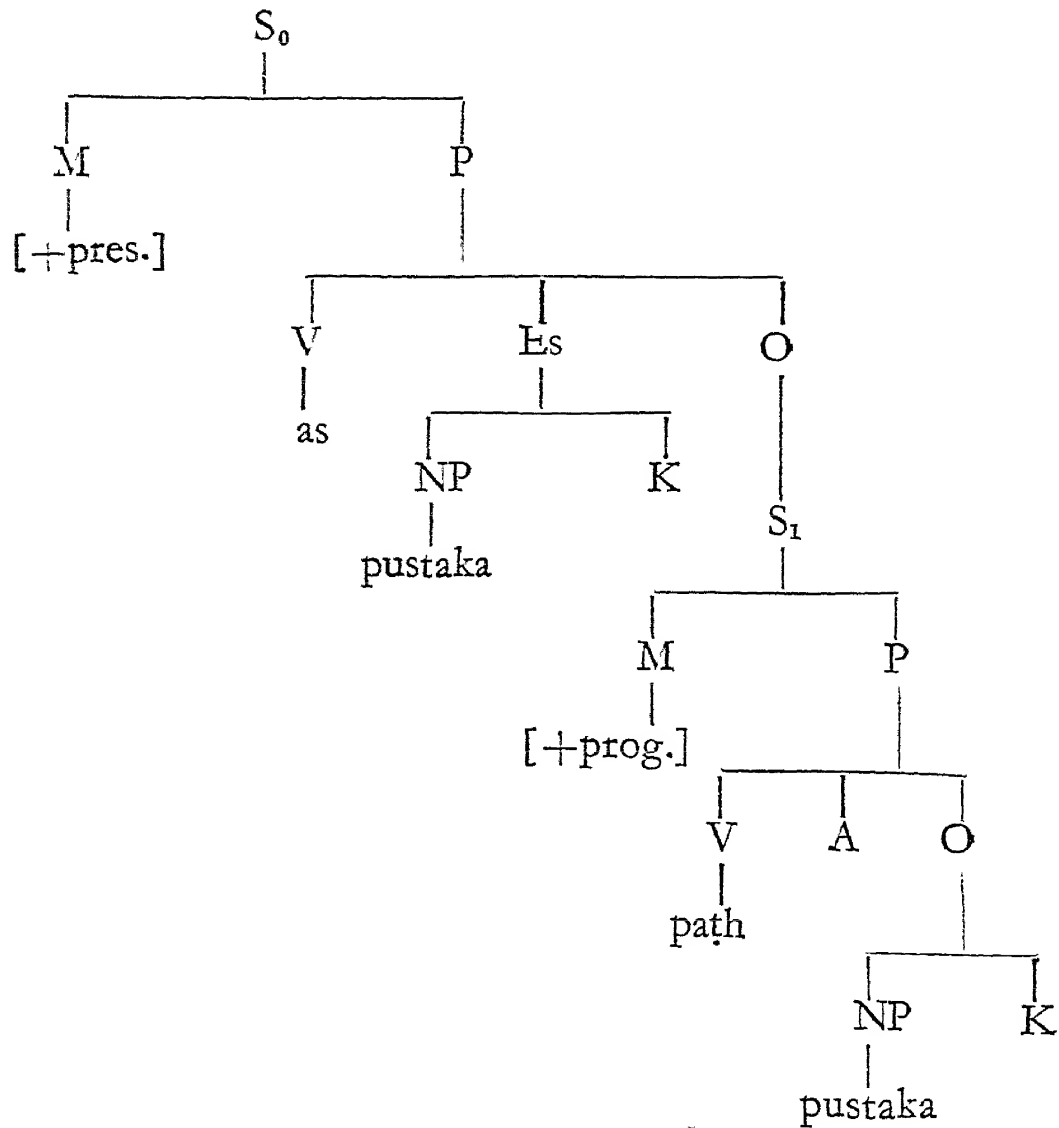 S₀
M P
[+pres.]
V Es O
as
NP K
pustaka
S₁
M P
[+prog.]
V A O
paṭh
NP K
pustaka